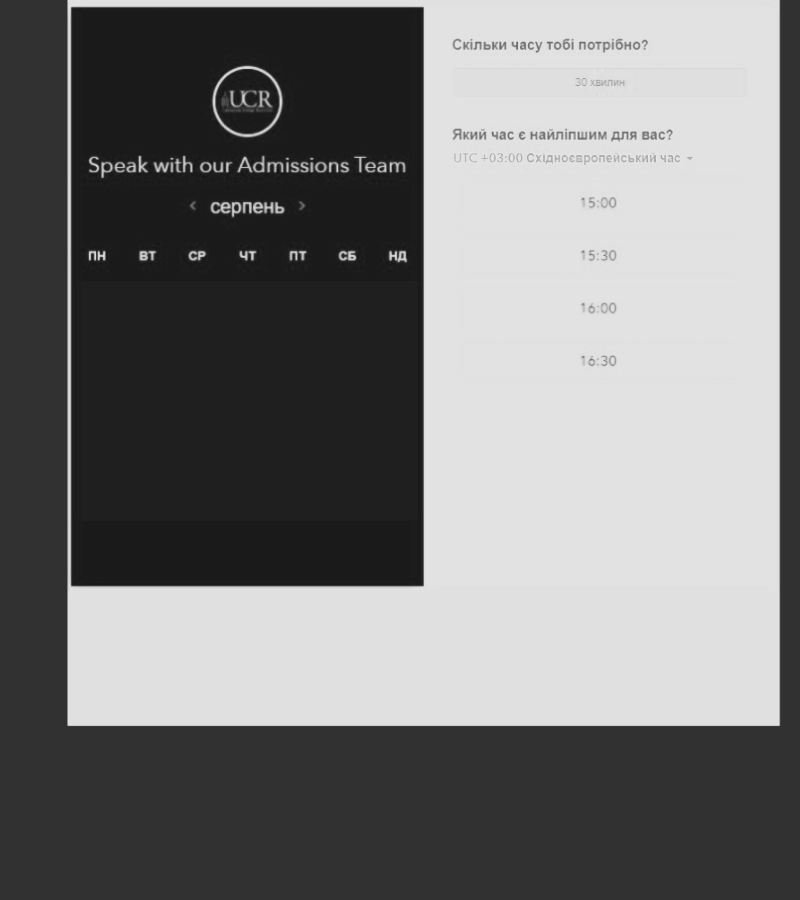 UCR
Speak with our Admissions Team
серпень
ПН ВТ СР ЧТ ПТ СБ НД
Скільки часу тобі потрібно?
30 хвилин
Який час є найліпшим для вас?
UTC +03:00 Східноєвропейський час
15:00
15:30
16:00
16:30